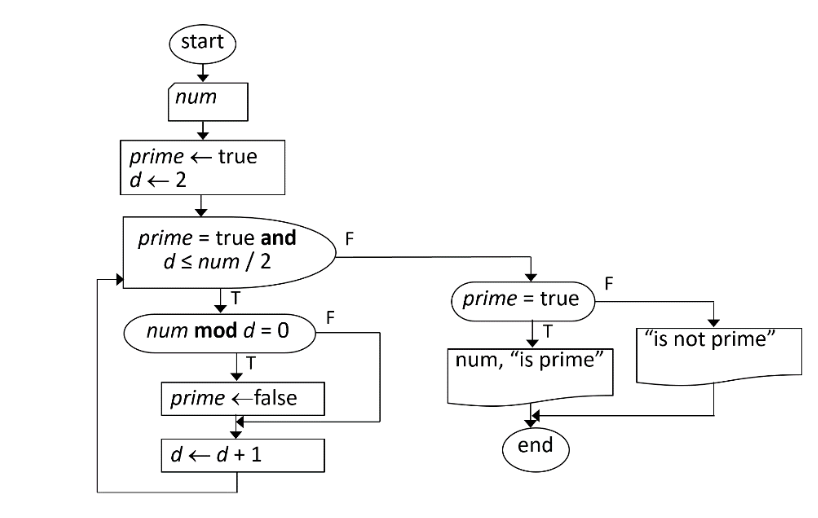 start
num
prime ← true
d ← 2
prime = true and
d ≤ num / 2
F
T
num mod d = 0
F
T
prime ←false
d ← d + 1
prime = true
F
T
num, “is prime”
“is not prime”
end